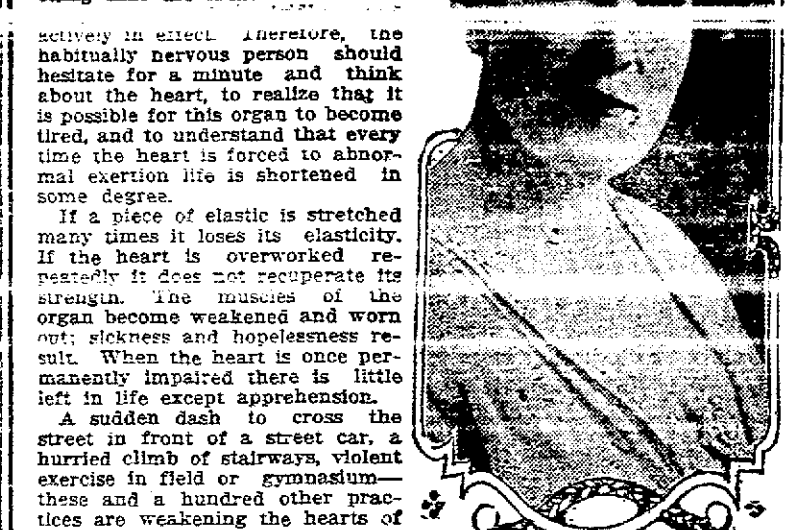 actively in effect. Therefore, the
habitually nervous person should
hesitate for a minute and think
about the heart, to realize that it
is possible for this organ to become
tired, and to understand that every
time the heart is forced to abnor-
mal exertion life is shortened in
some degree.
If a piece of elastic is stretched
many times it loses its elasticity.
If the heart is overworked re-
peatedly it does not recuperate its
strength. The muscles of the
organ become weakened and worn
out; sickness and hopelessness re-
sult. When the heart is once per-
manently impaired there is little
left in life except apprehension.
A sudden dash to cross the
street in front of a street car, a
hurried climb of stairways, violent
exercise in field or gymnasium—
these and a hundred other prac-
tices are weakening the hearts of